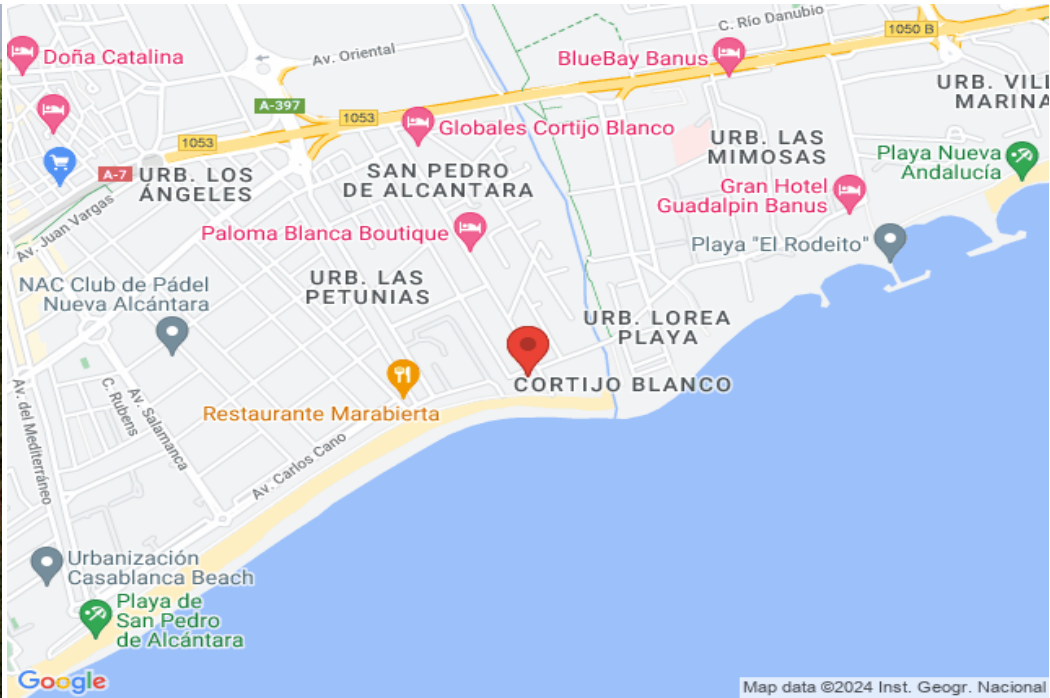 C. Río Danubio
1050 B
Doña Catalina
Av. Oriental
BlueBay Banus
URB. VILL
MARINA
A-397
1053
Globales Cortijo Blanco
1053
URB. LAS
MIMOSAS
Playa Nueva
Andalucía
A-7
URB. LOS
ÁNGELES
SAN PEDRO
DE ALCANTARA
Gran Hotel
Guadalpin Banus
Av. Juan Vargas
Paloma Blanca Boutique
Playa "El Rodeito"
NAC Club de Pádel
Nueva Alcántara
URB. LAS
PETUNIAS
URB. LOREA
PLAYA
CORTIJO BLANCO
Restaurante Marabierta
Av. del Mediterráneo
C. Rubens
Av. Salamanca
Av. Carlos Cano
Urbanización
Casablanca Beach
Playa de
San Pedro
de Alcántara
Google
Map data ©2024 Inst. Geogr. Nacional